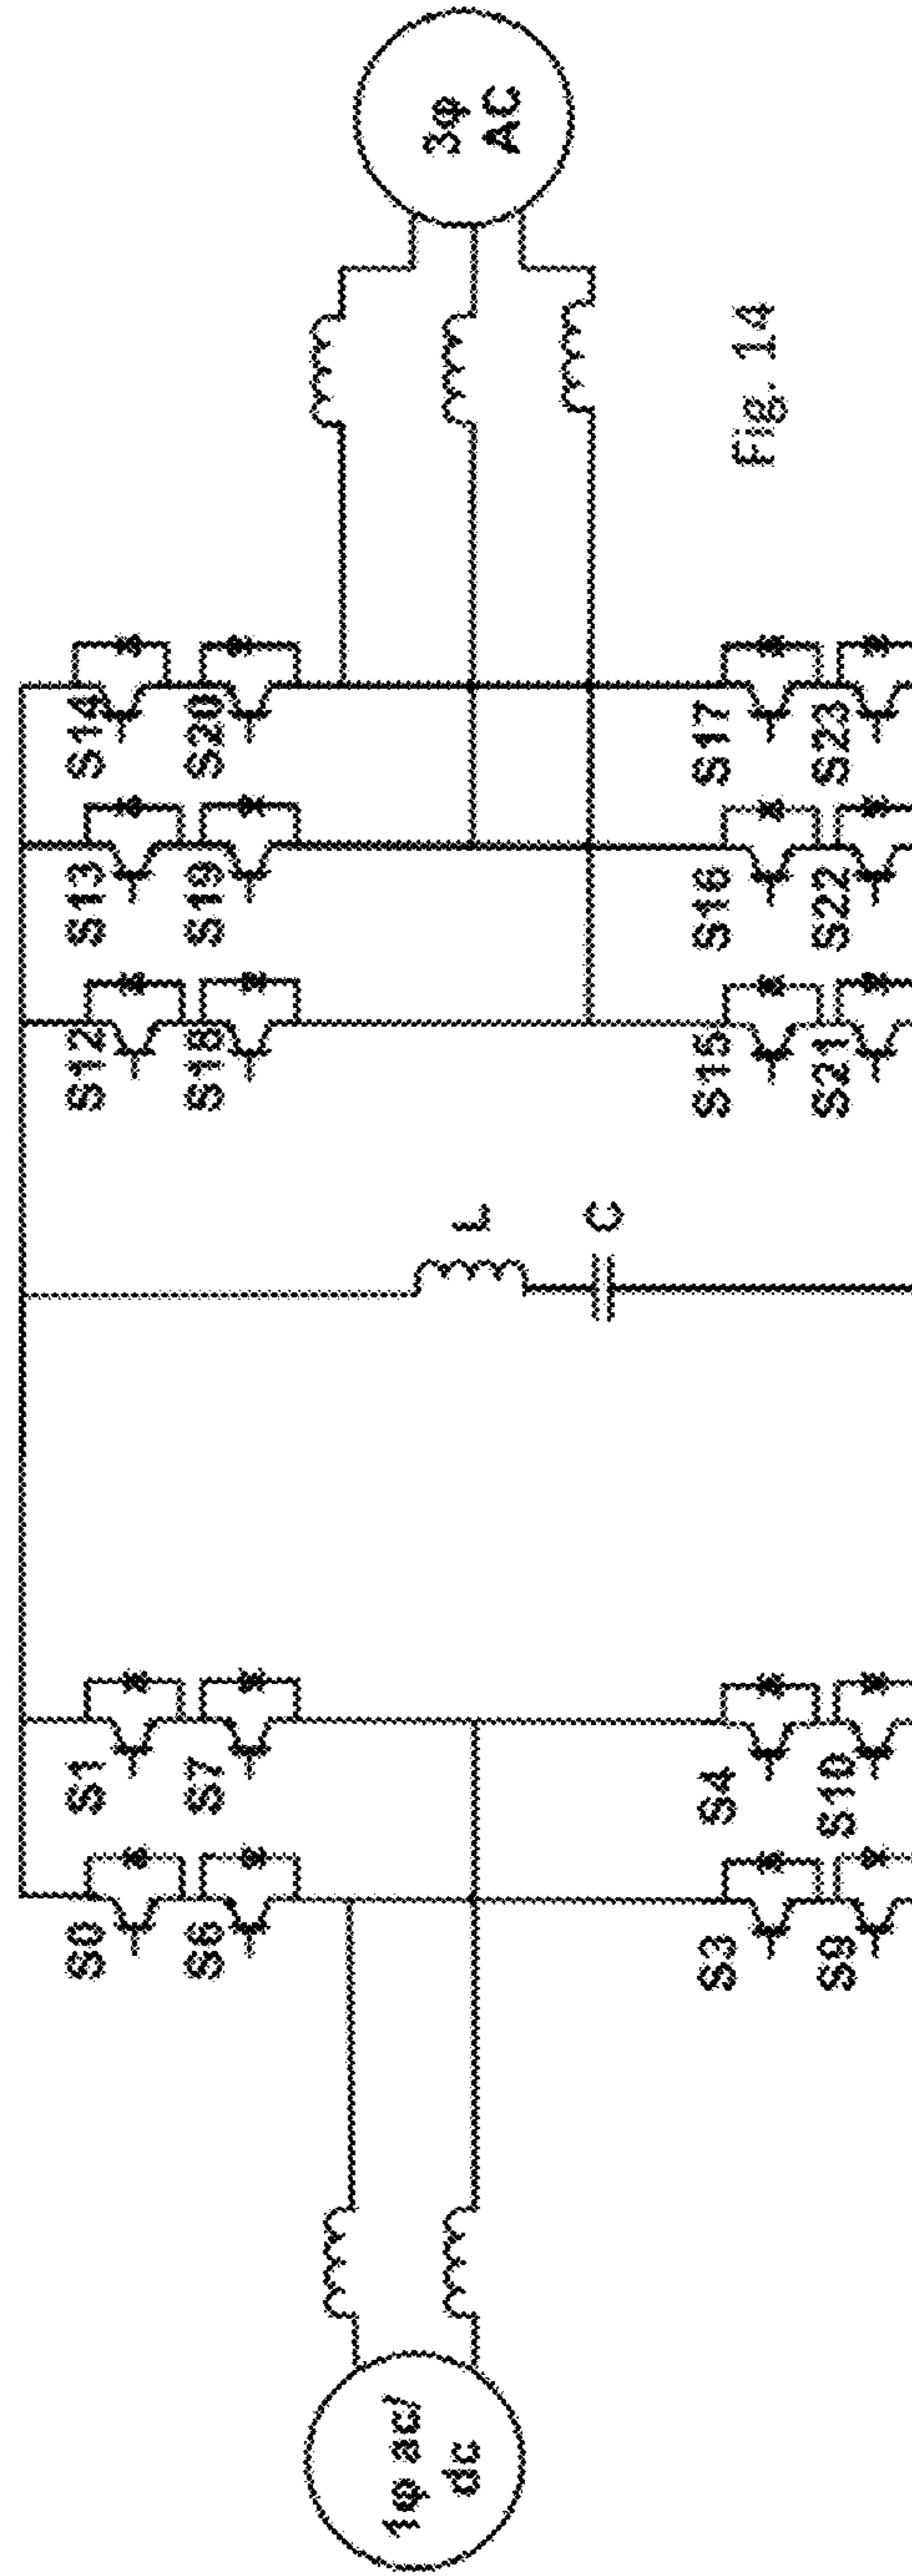 S14
S20
S13
S19
S12
S18
S1
S7
S0
S6
3φ
AC
1φ ac/
dc
L
C
S17
S23
S16
S22
S15
S21
S4
S10
S3
S9
Fig. 14